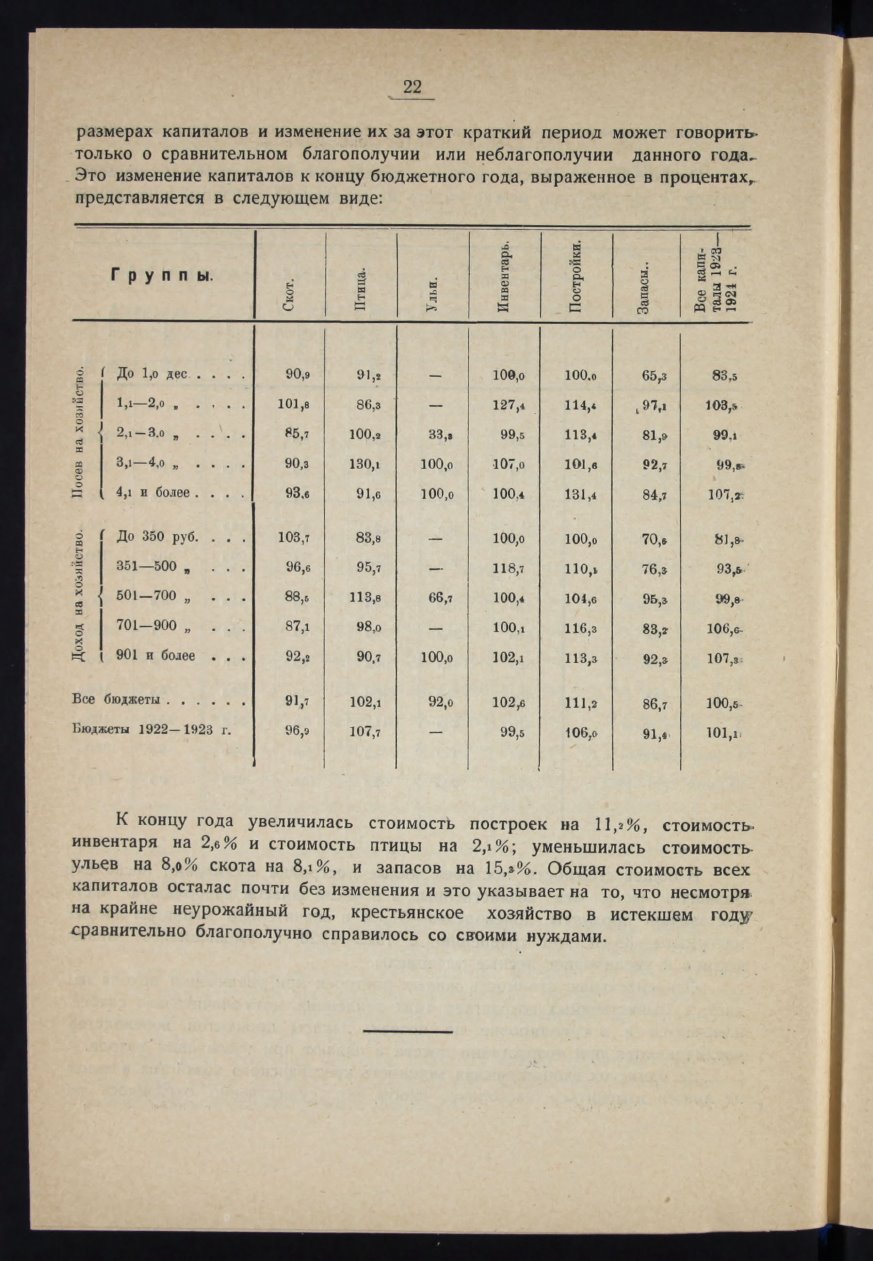 22
размерах капиталов и изменение их за этот краткий период может говорить
только о сравнительном благополучии или неблагополучии данного года.
Это изменение капиталов к концу бюджетного года, выраженное в процентах,
представляется в следующем виде:
Группы. Скот. Птица. Ульи. Инвентарь. Постройки. Запасы.. Все капиталы 1923—1924 г.
Посев на хозяйство.
До 1,0 дес. . . . 90,9 91,2 — 100,0 100,0 65,3 83,5
1,1—2,0 „ . . . . 101,8 86,3 — 127,4 114,4 97,1 103,5
2,1—3,0 „ . . . . 85,7 100,2 33,3 99,5 113,4 81,9 99,1
3,1—4,0 „ . . . . 90,3 130,1 100,0 107,0 101,6 92,7 99,8
4,1 и более . . . . 93,6 91,6 100,0 100,4 131,4 84,7 107,2
Доход на хозяйство.
До 350 руб. . . . 103,7 83,8 — 100,0 100,0 70,6 81,8
351—500 „ . . . 96,6 95,7 — 118,7 110,1 76,3 93,5
501—700 „ . . . 88,5 113,8 66,7 100,4 104,6 95,3 99,8
701—900 „ . . . 87,1 98,0 — 100,1 116,3 83,2 106,6
901 и более . . . 92,2 90,7 100,0 102,1 113,3 92,3 107,3
Все бюджеты . . . . . . 91,7 102,1 92,0 102,6 111,2 86,7 100,5
Бюджеты 1922—1923 г. 96,9 107,7 — 99,5 106,0 91,4 101,1
К концу года увеличилась стоимость построек на 11,2%, стоимость
инвентаря на 2,6% и стоимость птицы на 2,1%; уменьшилась стоимость
ульев на 8,0% скота на 8,1%, и запасов на 15,3%. Общая стоимость всех
капиталов осталас почти без изменения и это указывает на то, что несмотря
на крайне неурожайный год, крестьянское хозяйство в истекшем году
сравнительно благополучно справилось со своими нуждами.